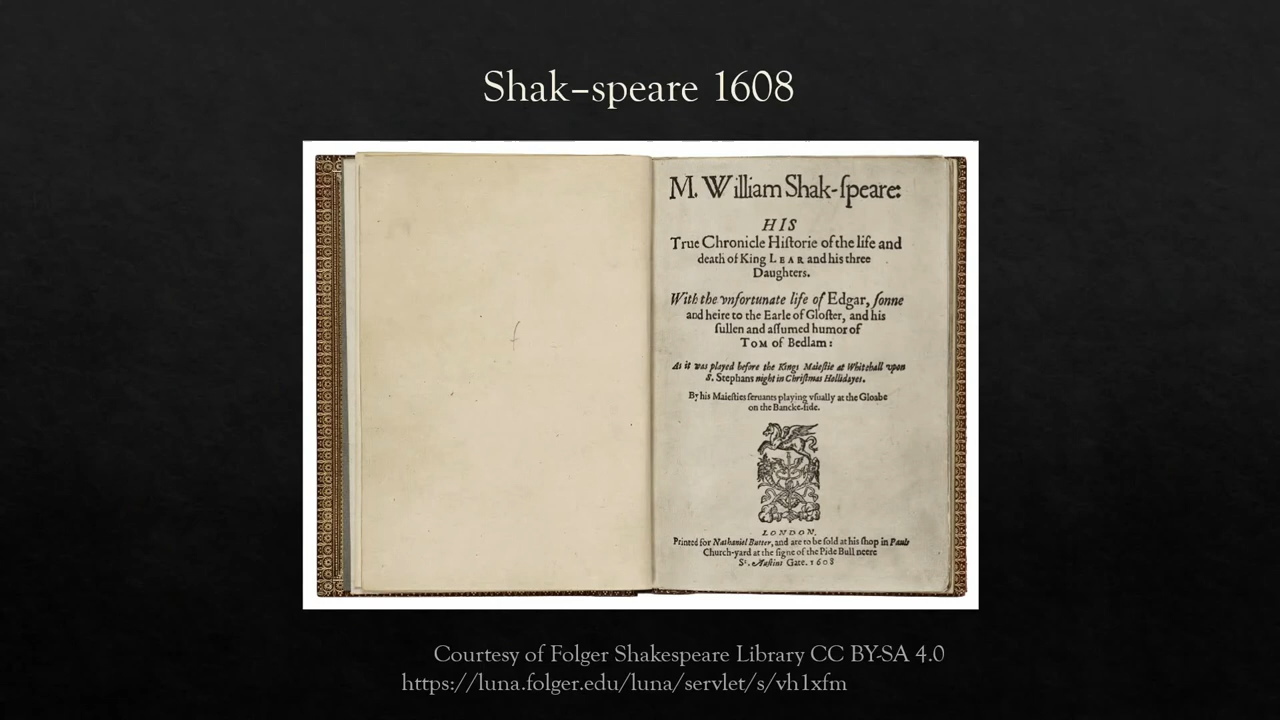 Shak-speare 1608
M. William Shak-ſpeare:
HIS
True Chronicle Hiſtorie of the life and
death of King LEAR and his three
Daughters.
With the vnfortunate life of Edgar, ſonne
and heire to the Earle of Gloſter, and his
ſullen and aſſumed humor of
TOM of Bedlam:
As it was played before the Kings Maieſtie at Whitehall vpon
S. Stephans night in Chriſtmas Hollidayes.
By his Maieſties ſeruants playing vſually at the Gloabe
on the Bancke-ſide.
LONDON,
Printed for Nathaniel Butter, and are to be ſold at his ſhop in Pauls
Church-yard at the ſigne of the Pide Bull neere
St. Auſtins Gate. 1608
Courtesy of Folger Shakespeare Library CC BY-SA 4.0
https://luna.folger.edu/luna/servlet/s/vh1xfm